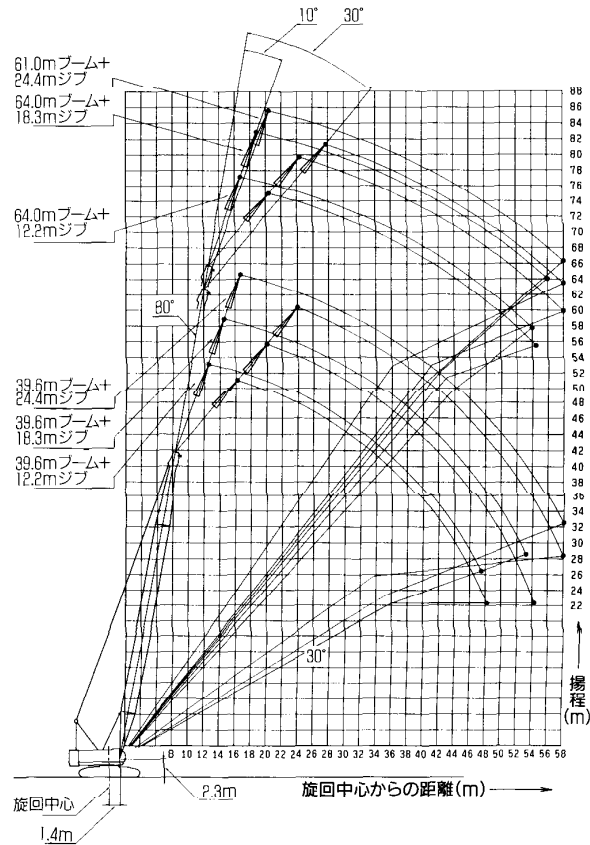 10° 30°
61.0mブーム+
24.4mジブ
64.0mブーム+
18.3mジブ
64.0mブーム+
12.2mジブ
80°
39.6mブーム+
24.4mジブ
39.6mブーム+
18.3mジブ
39.6mブーム+
12.2mジブ
88
86
84
82
80
78
76
74
72
70
68
66
64
62
60
58
56
54
52
50
48
46
44
42
40
38
36
34
32
30
28
26
24
22
30°
揚程
(m)
8 10 12 14 16 18 20 22 24 26 28 30 32 34 36 38 40 42 44 46 48 50 52 54 56 58
旋回中心からの距離(m)
2.3m
旋回中心
1.4m